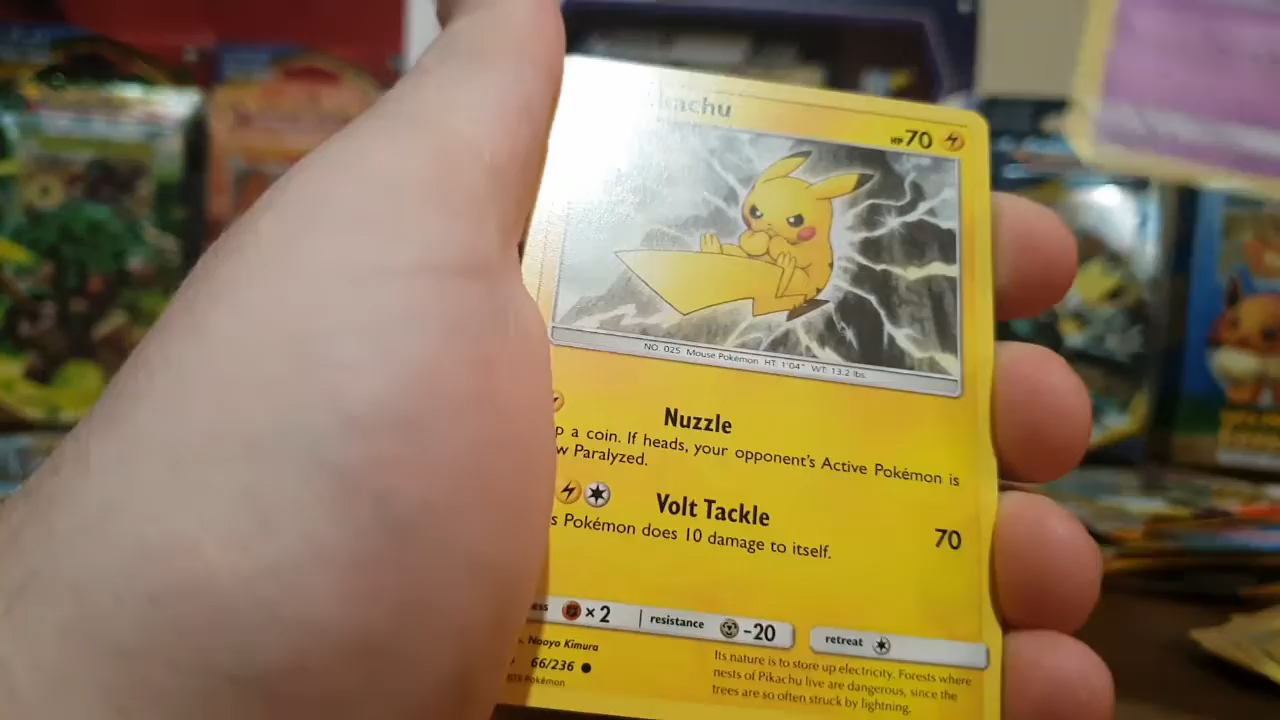 kachu
HP 70
NO. 025 Mouse Pokémon HT: 1'04" WT: 13.2 lbs.
Nuzzle
p a coin. If heads, your opponent's Active Pokémon is
w Paralyzed.
Volt Tackle 70
s Pokémon does 10 damage to itself.
ess ×2 resistance -20 retreat
Naoyo Kimura
66/236
Pokémon
Its nature is to store up electricity. Forests where
nests of Pikachu live are dangerous, since the
trees are so often struck by lightning.